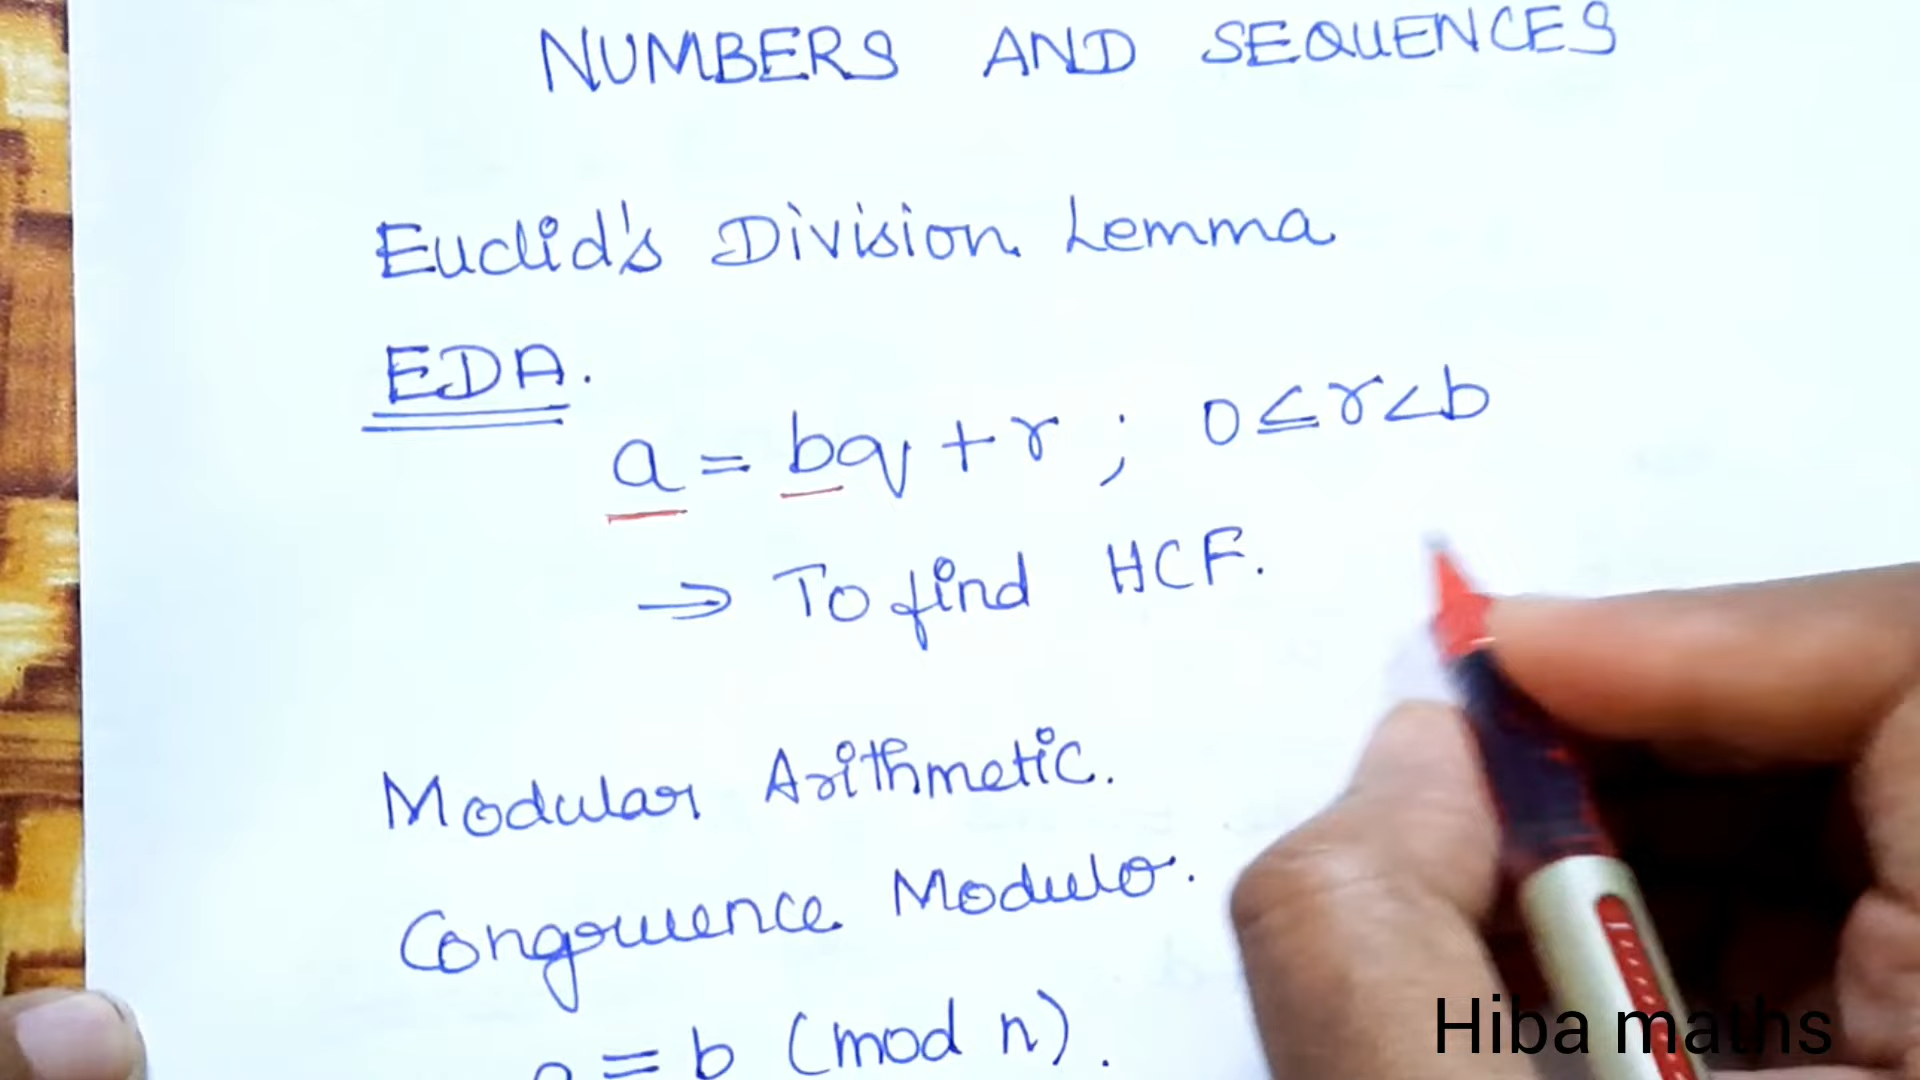 NUMBERS AND SEQUENCES
Euclid's Division Lemma
EDA.
a = bq + r ; 0 ≤ r < b
→ To find HCF.
Modular Arithmetic.
Congruence Modulo.
a = b (mod n).
Hiba maths